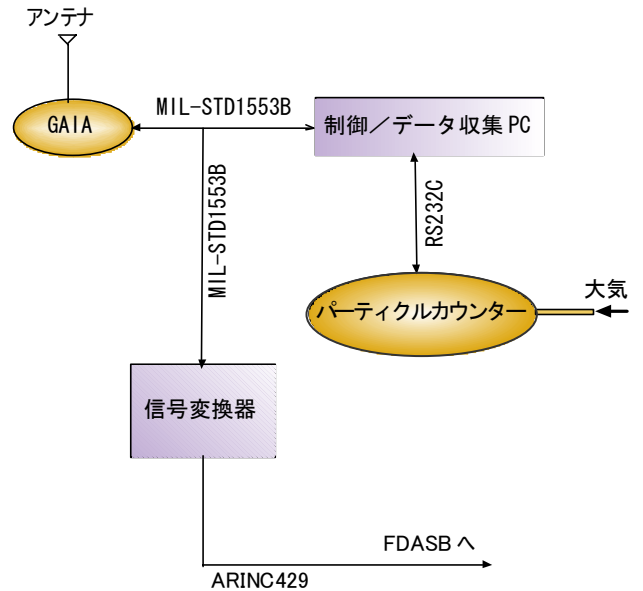 アンテナ
GAIA
MIL-STD1553B
制御／データ収集 PC
MIL-STD1553B
RS232C
パーティクルカウンター
大気
信号変換器
FDASB へ
ARINC429